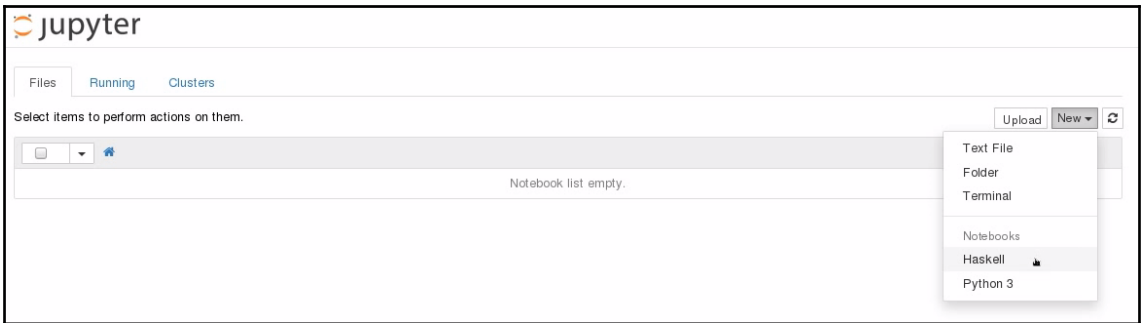 jupyter
Files Running Clusters
Select items to perform actions on them.
Upload New
Notebook list empty.
Text File
Folder
Terminal
Notebooks
Haskell
Python 3